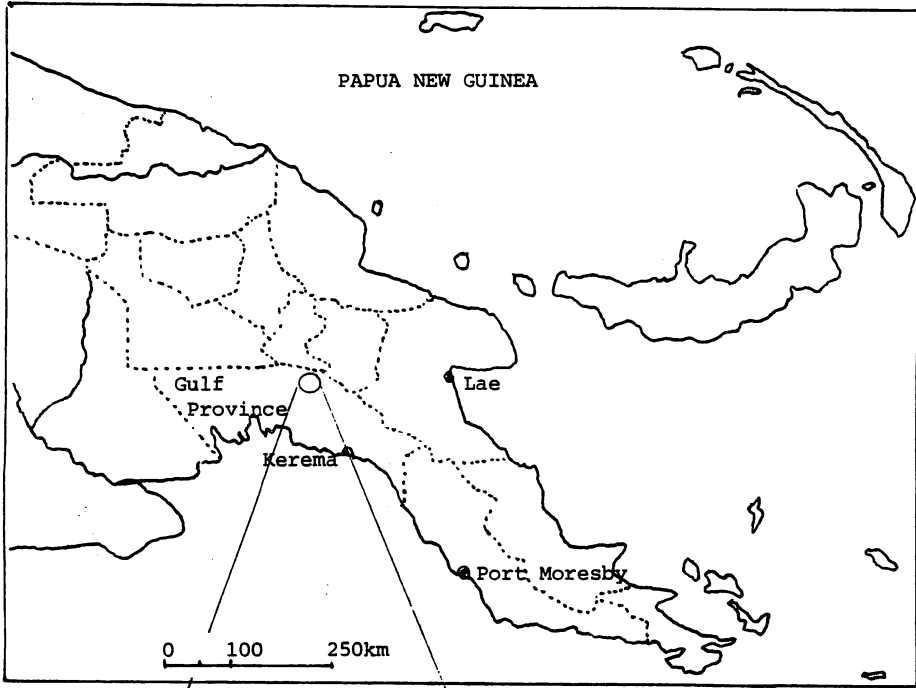 PAPUA NEW GUINEA
Lae
Gulf
Province
Kerema
Port Moresby
0 100 250km